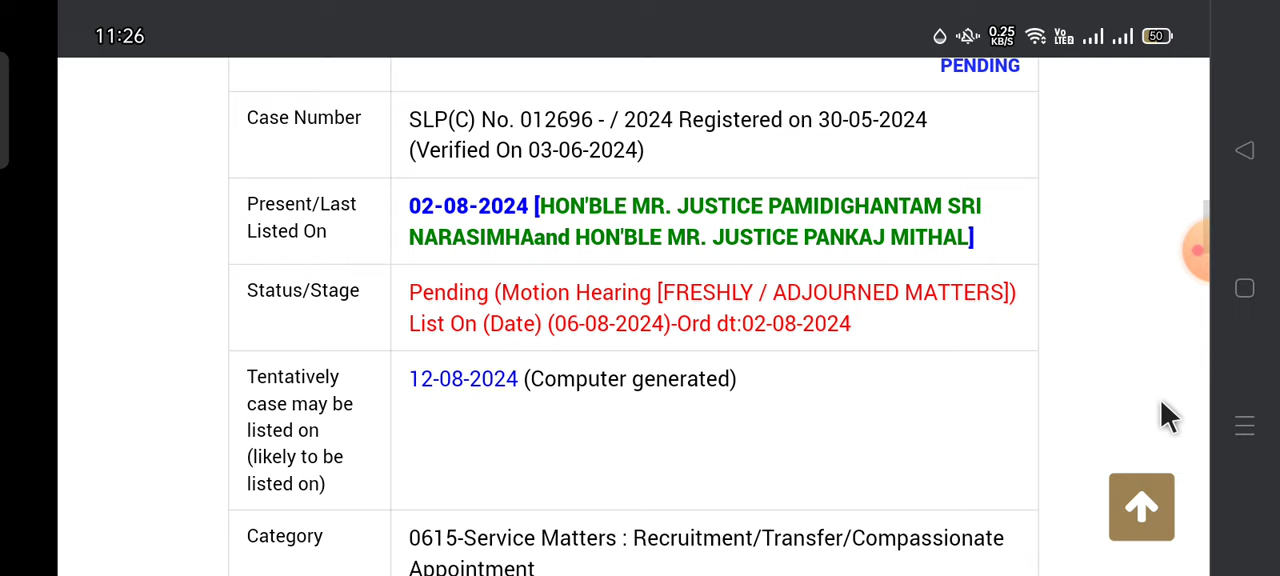 11:26
0.25
KB/S
Vo
LTE2
50
PENDING
Case Number
SLP(C) No. 012696 - / 2024 Registered on 30-05-2024
(Verified On 03-06-2024)
Present/Last
Listed On
02-08-2024 [HON'BLE MR. JUSTICE PAMIDIGHANTAM SRI
NARASIMHAand HON'BLE MR. JUSTICE PANKAJ MITHAL]
Status/Stage
Pending (Motion Hearing [FRESHLY / ADJOURNED MATTERS])
List On (Date) (06-08-2024)-Ord dt:02-08-2024
Tentatively
case may be
listed on
(likely to be
listed on)
12-08-2024 (Computer generated)
Category
0615-Service Matters : Recruitment/Transfer/Compassionate
Appointment